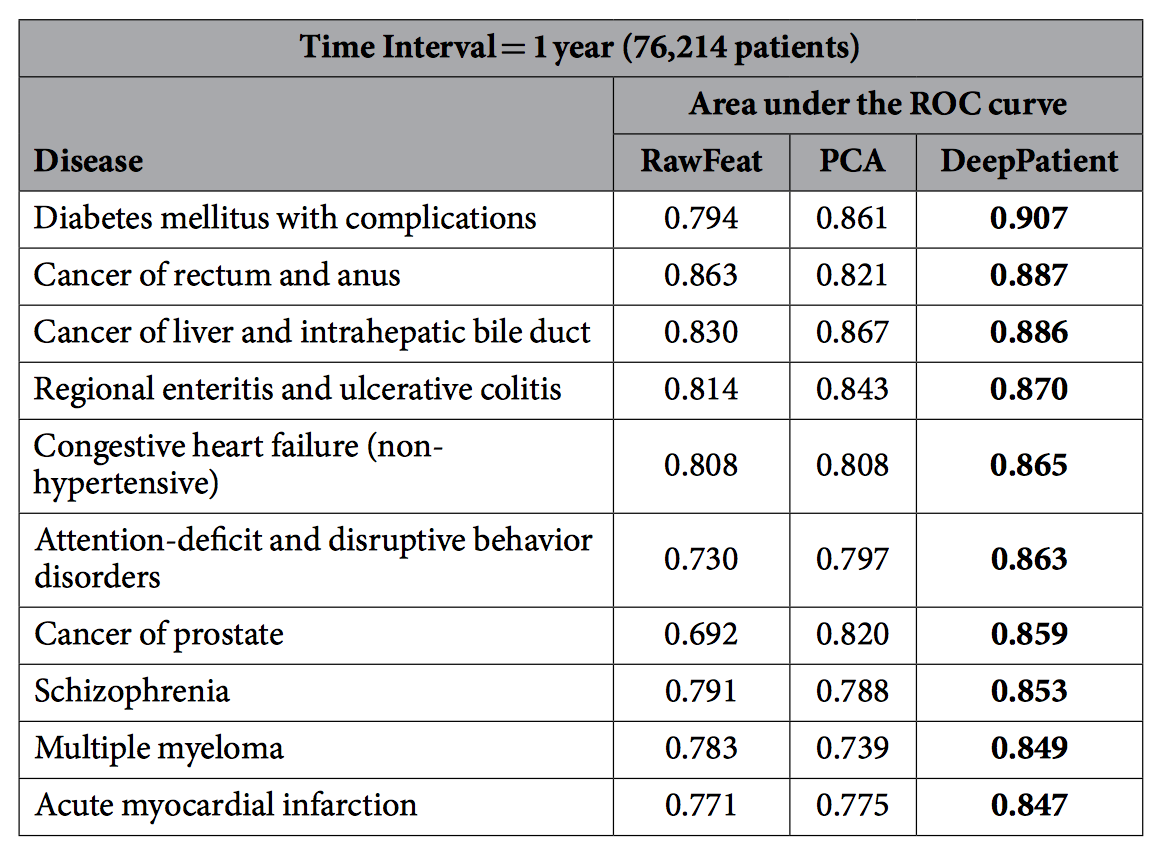 Time Interval = 1 year (76,214 patients)
Area under the ROC curve
Disease RawFeat PCA DeepPatient
Diabetes mellitus with complications 0.794 0.861 0.907
Cancer of rectum and anus 0.863 0.821 0.887
Cancer of liver and intrahepatic bile duct 0.830 0.867 0.886
Regional enteritis and ulcerative colitis 0.814 0.843 0.870
Congestive heart failure (non-
hypertensive) 0.808 0.808 0.865
Attention-deficit and disruptive behavior
disorders 0.730 0.797 0.863
Cancer of prostate 0.692 0.820 0.859
Schizophrenia 0.791 0.788 0.853
Multiple myeloma 0.783 0.739 0.849
Acute myocardial infarction 0.771 0.775 0.847